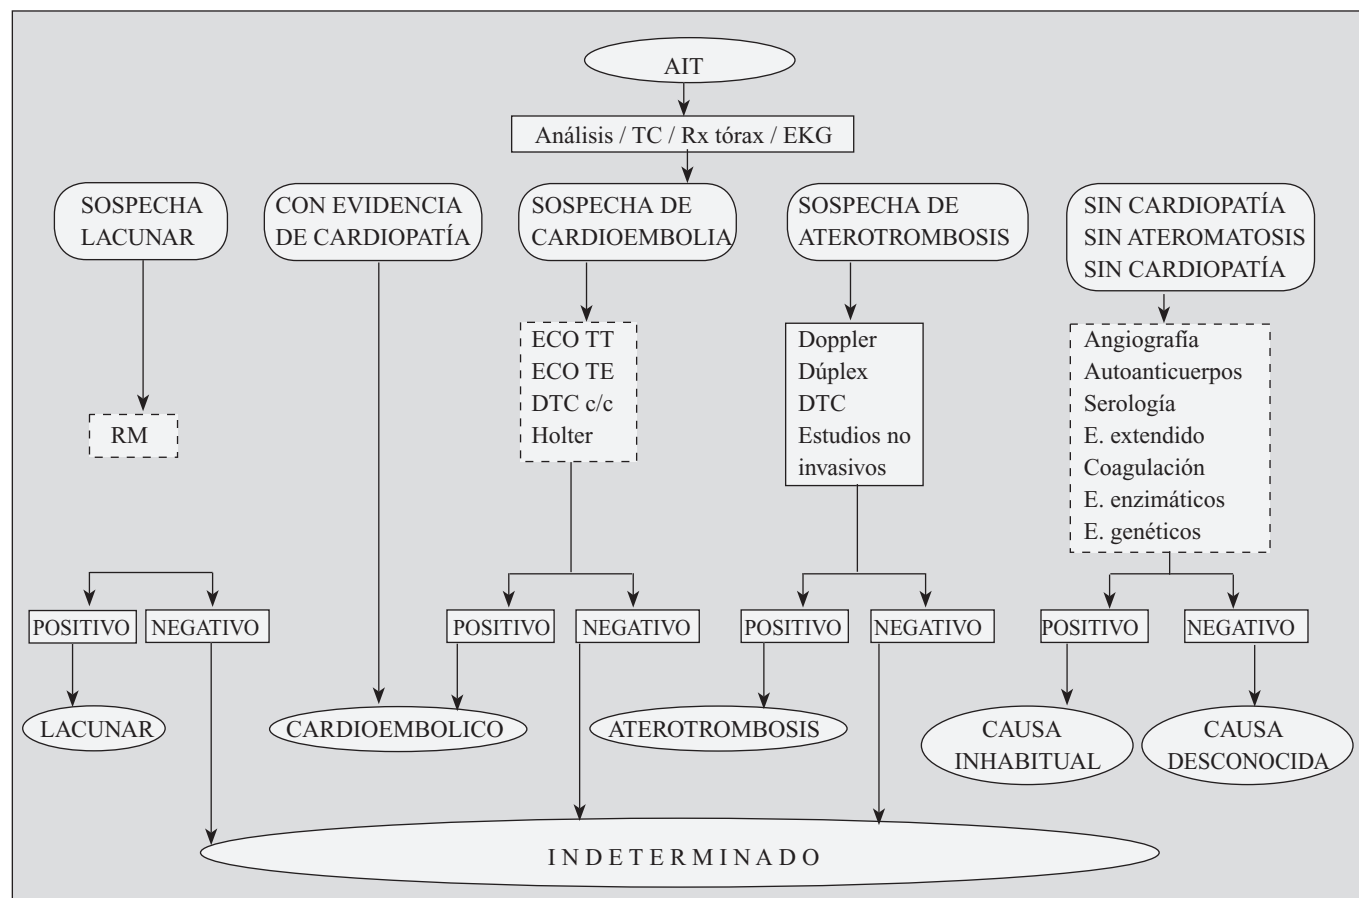 AIT
Análisis / TC / Rx tórax / EKG
SOSPECHA
LACUNAR
CON EVIDENCIA
DE CARDIOPATÍA
SOSPECHA DE
CARDIOEMBOLIA
SOSPECHA DE
ATEROTROMBOSIS
SIN CARDIOPATÍA
SIN ATEROMATOSIS
SIN CARDIOPATÍA
RM
ECO TT
ECO TE
DTC c/c
Holter
Doppler
Dúplex
DTC
Estudios no
invasivos
Angiografía
Autoanticuerpos
Serología
E. extendido
Coagulación
E. enzimáticos
E. genéticos
POSITIVO
NEGATIVO
POSITIVO
NEGATIVO
POSITIVO
NEGATIVO
POSITIVO
NEGATIVO
LACUNAR
CARDIOEMBOLICO
ATEROTROMBOSIS
CAUSA
INHABITUAL
CAUSA
DESCONOCIDA
INDETERMINADO